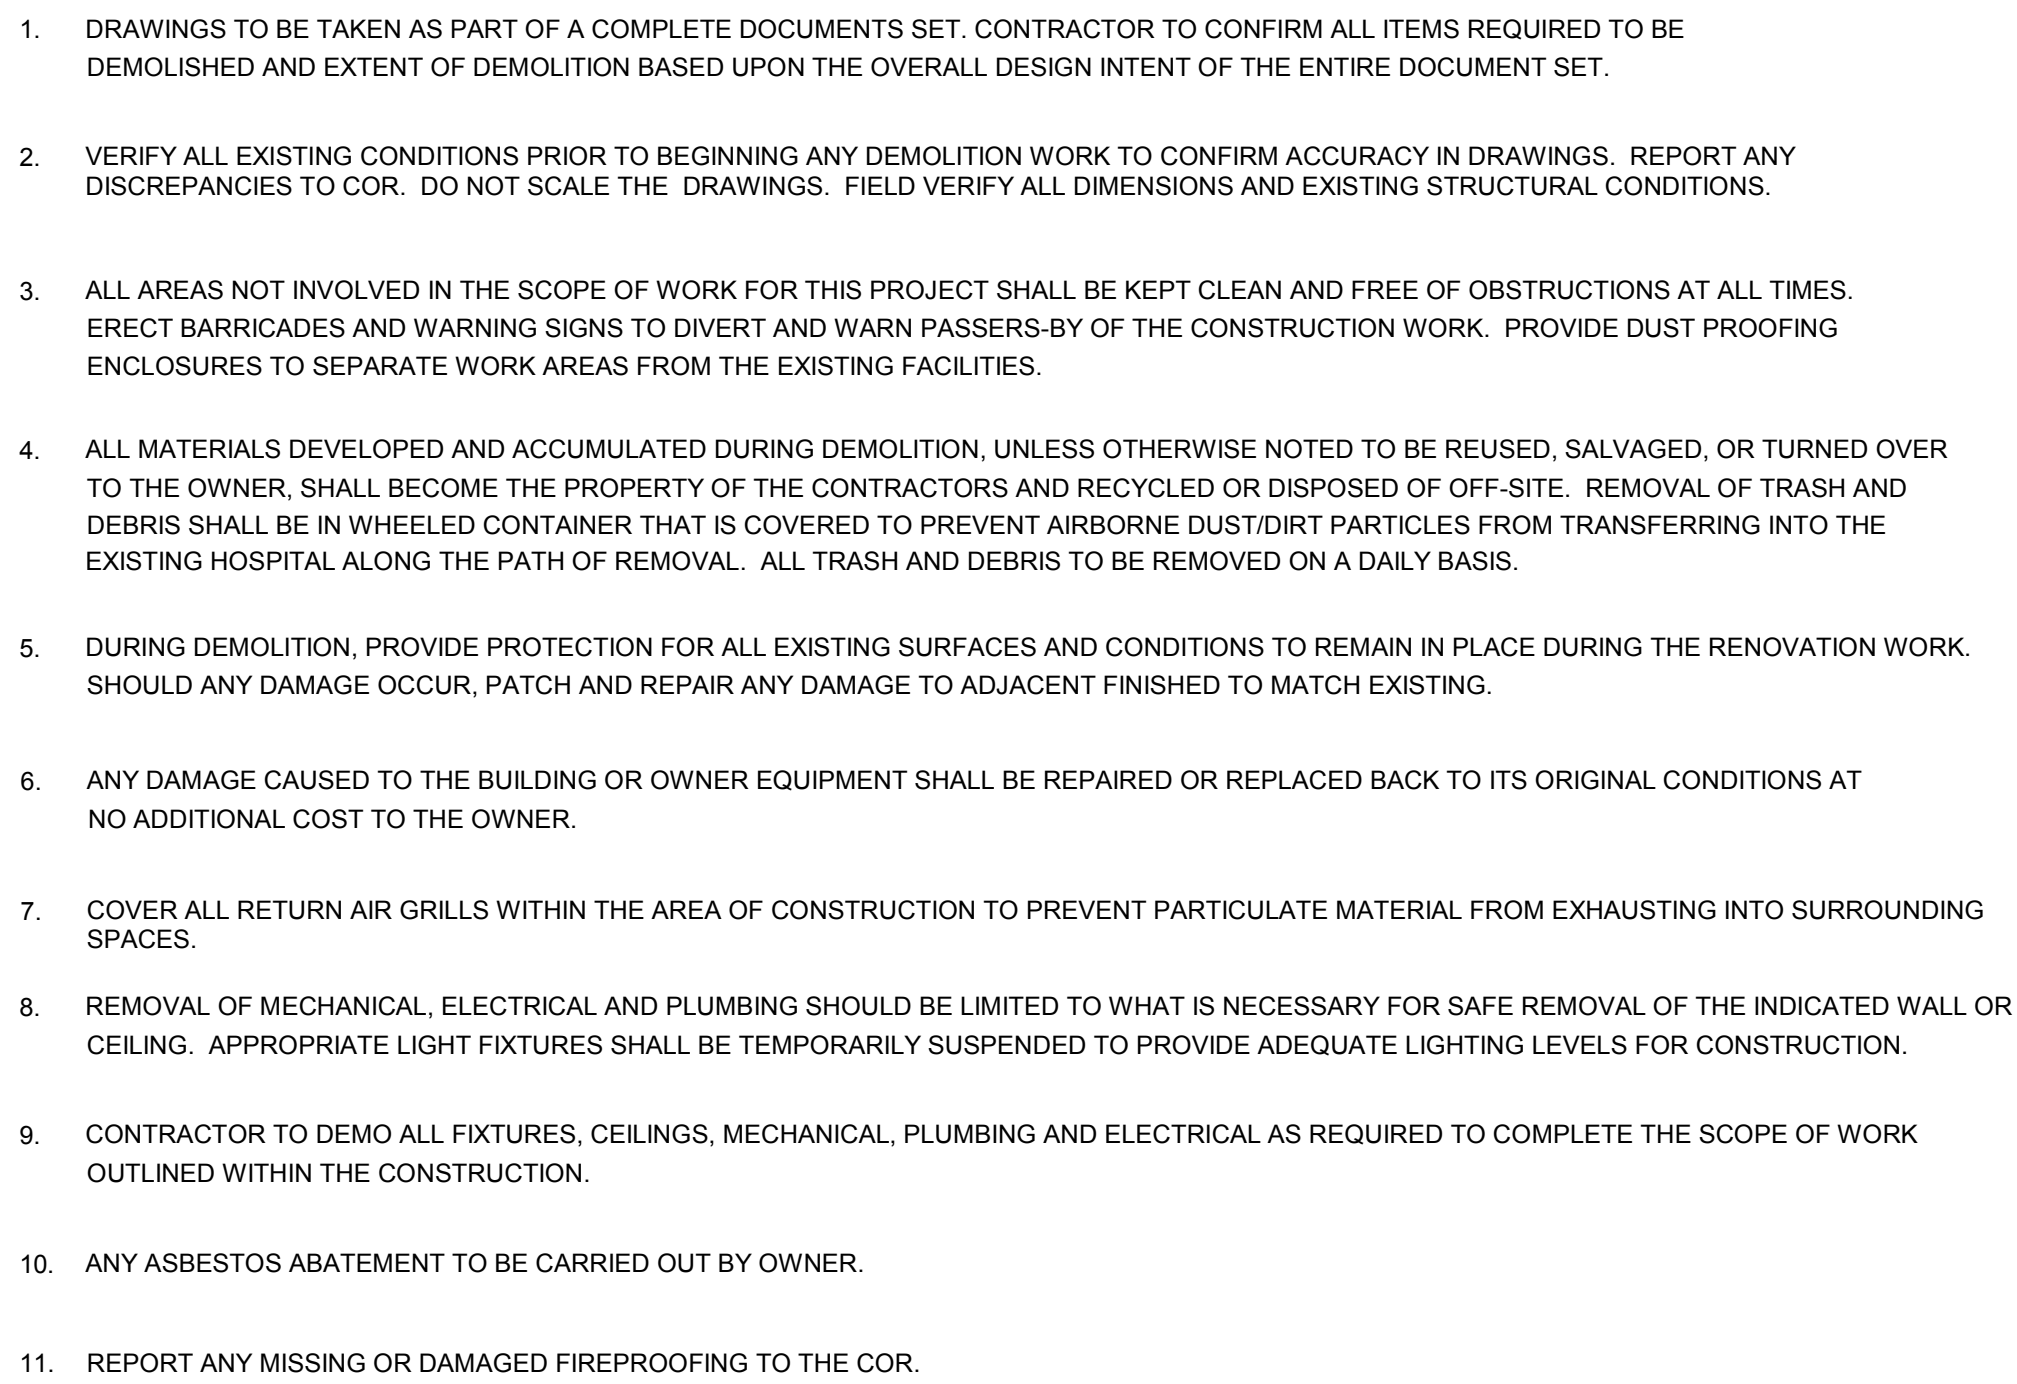 1. DRAWINGS TO BE TAKEN AS PART OF A COMPLETE DOCUMENTS SET. CONTRACTOR TO CONFIRM ALL ITEMS REQUIRED TO BE
DEMOLISHED AND EXTENT OF DEMOLITION BASED UPON THE OVERALL DESIGN INTENT OF THE ENTIRE DOCUMENT SET.
2. VERIFY ALL EXISTING CONDITIONS PRIOR TO BEGINNING ANY DEMOLITION WORK TO CONFIRM ACCURACY IN DRAWINGS. REPORT ANY
DISCREPANCIES TO COR. DO NOT SCALE THE DRAWINGS. FIELD VERIFY ALL DIMENSIONS AND EXISTING STRUCTURAL CONDITIONS.
3. ALL AREAS NOT INVOLVED IN THE SCOPE OF WORK FOR THIS PROJECT SHALL BE KEPT CLEAN AND FREE OF OBSTRUCTIONS AT ALL TIMES.
ERECT BARRICADES AND WARNING SIGNS TO DIVERT AND WARN PASSERS-BY OF THE CONSTRUCTION WORK. PROVIDE DUST PROOFING
ENCLOSURES TO SEPARATE WORK AREAS FROM THE EXISTING FACILITIES.
4. ALL MATERIALS DEVELOPED AND ACCUMULATED DURING DEMOLITION, UNLESS OTHERWISE NOTED TO BE REUSED, SALVAGED, OR TURNED OVER
TO THE OWNER, SHALL BECOME THE PROPERTY OF THE CONTRACTORS AND RECYCLED OR DISPOSED OF OFF-SITE. REMOVAL OF TRASH AND
DEBRIS SHALL BE IN WHEELED CONTAINER THAT IS COVERED TO PREVENT AIRBORNE DUST/DIRT PARTICLES FROM TRANSFERRING INTO THE
EXISTING HOSPITAL ALONG THE PATH OF REMOVAL. ALL TRASH AND DEBRIS TO BE REMOVED ON A DAILY BASIS.
5. DURING DEMOLITION, PROVIDE PROTECTION FOR ALL EXISTING SURFACES AND CONDITIONS TO REMAIN IN PLACE DURING THE RENOVATION WORK.
SHOULD ANY DAMAGE OCCUR, PATCH AND REPAIR ANY DAMAGE TO ADJACENT FINISHED TO MATCH EXISTING.
6. ANY DAMAGE CAUSED TO THE BUILDING OR OWNER EQUIPMENT SHALL BE REPAIRED OR REPLACED BACK TO ITS ORIGINAL CONDITIONS AT
NO ADDITIONAL COST TO THE OWNER.
7. COVER ALL RETURN AIR GRILLS WITHIN THE AREA OF CONSTRUCTION TO PREVENT PARTICULATE MATERIAL FROM EXHAUSTING INTO SURROUNDING
SPACES.
8. REMOVAL OF MECHANICAL, ELECTRICAL AND PLUMBING SHOULD BE LIMITED TO WHAT IS NECESSARY FOR SAFE REMOVAL OF THE INDICATED WALL OR
CEILING. APPROPRIATE LIGHT FIXTURES SHALL BE TEMPORARILY SUSPENDED TO PROVIDE ADEQUATE LIGHTING LEVELS FOR CONSTRUCTION.
9. CONTRACTOR TO DEMO ALL FIXTURES, CEILINGS, MECHANICAL, PLUMBING AND ELECTRICAL AS REQUIRED TO COMPLETE THE SCOPE OF WORK
OUTLINED WITHIN THE CONSTRUCTION.
10. ANY ASBESTOS ABATEMENT TO BE CARRIED OUT BY OWNER.
11. REPORT ANY MISSING OR DAMAGED FIREPROOFING TO THE COR.